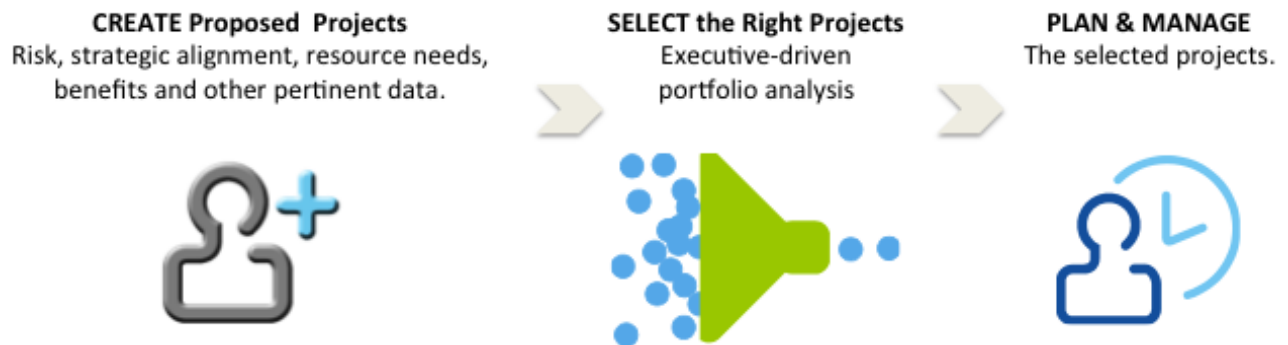 CREATE Proposed Projects
Risk, strategic alignment, resource needs,
benefits and other pertinent data.
SELECT the Right Projects
Executive-driven
portfolio analysis
PLAN & MANAGE
The selected projects.